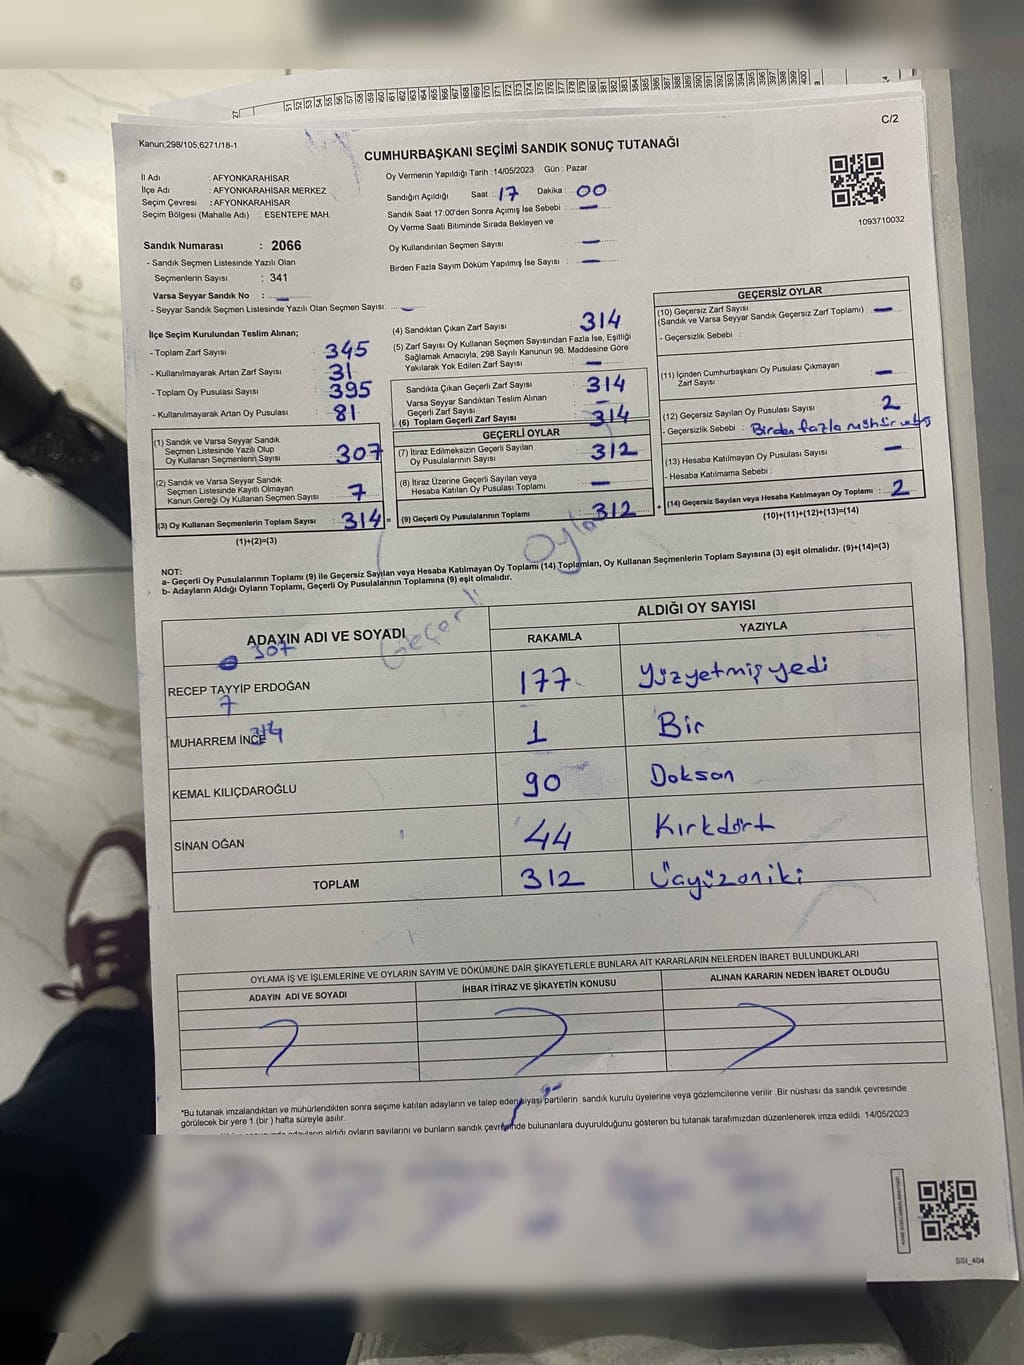 C/2
Kanun;298/105,6271/18-1
CUMHURBAŞKANI SEÇİMİ SANDIK SONUÇ TUTANAĞI
İl Adı : AFYONKARAHİSAR
İlçe Adı : AFYONKARAHİSAR MERKEZ
Seçim Çevresi : AFYONKARAHİSAR
Seçim Bölgesi (Mahalle Adı) : ESENTEPE MAH.
Sandık Numarası : 2066
- Sandık Seçmen Listesinde Yazılı Olan
Seçmenlerin Sayısı : 341
Varsa Seyyar Sandık No : —
- Seyyar Sandık Seçmen Listesinde Yazılı Olan Seçmen Sayısı: —
Oy Vermenin Yapıldığı Tarih :14/05/2023 Gün : Pazar
Sandığın Açıldığı Saat : 17 Dakika : 00
Sandık Saat 17:00'den Sonra Açımış İse Sebebi : —
Oy Verme Saati Bitiminde Sırada Bekleyen ve
Oy Kullandırılan Seçmen Sayısı : —
Birden Fazla Sayım Döküm Yapılmış İse Sayısı : —
1093710032
İlçe Seçim Kurulundan Teslim Alınan;
- Toplam Zarf Sayısı : 345
- Kullanılmayarak Artan Zarf Sayısı : 31
- Toplam Oy Pusulası Sayısı : 395
- Kullanılmayarak Artan Oy Pusulası : 81
(1) Sandık ve Varsa Seyyar Sandık
Seçmen Listesinde Yazılı Olup
Oy Kullanan Seçmenlerin Sayısı : 307
(2) Sandık ve Varsa Seyyar Sandık
Seçmen Listesinde Kayıtlı Olmayan
Kanun Gereği Oy Kullanan Seçmen Sayısı : 7
(3) Oy Kullanan Seçmenlerin Toplam Sayısı : 314 =
(1)+(2)=(3)
(4) Sandıktan Çıkan Zarf Sayısı : 314
(5) Zarf Sayısı Oy Kullanan Seçmen Sayısından Fazla İse, Eşitliği
Sağlamak Amacıyla, 298 Sayılı Kanunun 98. Maddesine Göre
Yakılarak Yok Edilen Zarf Sayısı : —
Sandıkta Çıkan Geçerli Zarf Sayısı : 314
Varsa Seyyar Sandıktan Teslim Alınan
Geçerli Zarf Sayısı : —
(6) Toplam Geçerli Zarf Sayısı : 314
GEÇERLİ OYLAR
(7) İtiraz Edilmeksizin Geçerli Sayılan
Oy Pusulalarının Sayısı : 312
(8) İtiraz Üzerine Geçerli Sayılan veya
Hesaba Katılan Oy Pusulası Toplamı : —
(9) Geçerli Oy Pusulalarının Toplamı : 312 +
GEÇERSİZ OYLAR
(10) Geçersiz Zarf Sayısı
(Sandık ve Varsa Seyyar Sandık Geçersiz Zarf Toplamı) : —
- Geçersizlik Sebebi :
(11) İçinden Cumhurbaşkanı Oy Pusulası Çıkmayan
Zarf Sayısı : —
(12) Geçersiz Sayılan Oy Pusulası Sayısı : 2
- Geçersizlik Sebebi : Birden fazla mühür
(13) Hesaba Katılmayan Oy Pusulası Sayısı : —
- Hesaba Katılmama Sebebi :
(14) Geçersiz Sayılan veya Hesaba Katılmayan Oy Toplamı : 2
(10)+(11)+(12)+(13)=(14)
NOT:
a- Geçerli Oy Pusulalarının Toplamı (9) ile Geçersiz Sayılan veya Hesaba Katılmayan Oy Toplamı (14) Toplamları, Oy Kullanan Seçmenlerin Toplam Sayısına (3) eşit olmalıdır. (9)+(14)=(3)
b- Adayların Aldığı Oyların Toplamı, Geçerli Oy Pusulalarının Toplamına (9) eşit olmalıdır.
Geçerli Oylar
ADAYIN ADI VE SOYADI ALDIĞI OY SAYISI
RAKAMLA YAZIYLA
307
RECEP TAYYİP ERDOĞAN 177 Yüzyetmişyedi
7
MUHARREM İNCE 314 1 Bir
KEMAL KILIÇDAROĞLU 90 Doksan
SİNAN OĞAN 44 Kırkdört
TOPLAM 312 Üçyüzoniki
OYLAMA İŞ VE İŞLEMLERİNE VE OYLARIN SAYIM VE DÖKÜMÜNE DAİR ŞİKAYETLERLE BUNLARA AİT KARARLARIN NELERDEN İBARET BULUNDUKLARI
ADAYIN ADI VE SOYADI İHBAR İTİRAZ VE ŞİKAYETİN KONUSU ALINAN KARARIN NEDEN İBARET OLDUĞU
*Bu tutanak imzalandıktan ve mühürlendikten sonra seçime katılan adayların ve talep eden siyasi partilerin sandık kurulu üyelerine veya gözlemcilerine verilir .Bir nüshası da sandık çevresinde
görülecek bir yere 1 (bir ) hafta süreyle asılır.
adayların aldığı oyların sayılarını ve bunların sandık çevresinde bulunanlara duyurulduğunu gösteren bu tutanak tarafımızdan düzenlenerek imza edildi. 14/05/2023
SSI_404